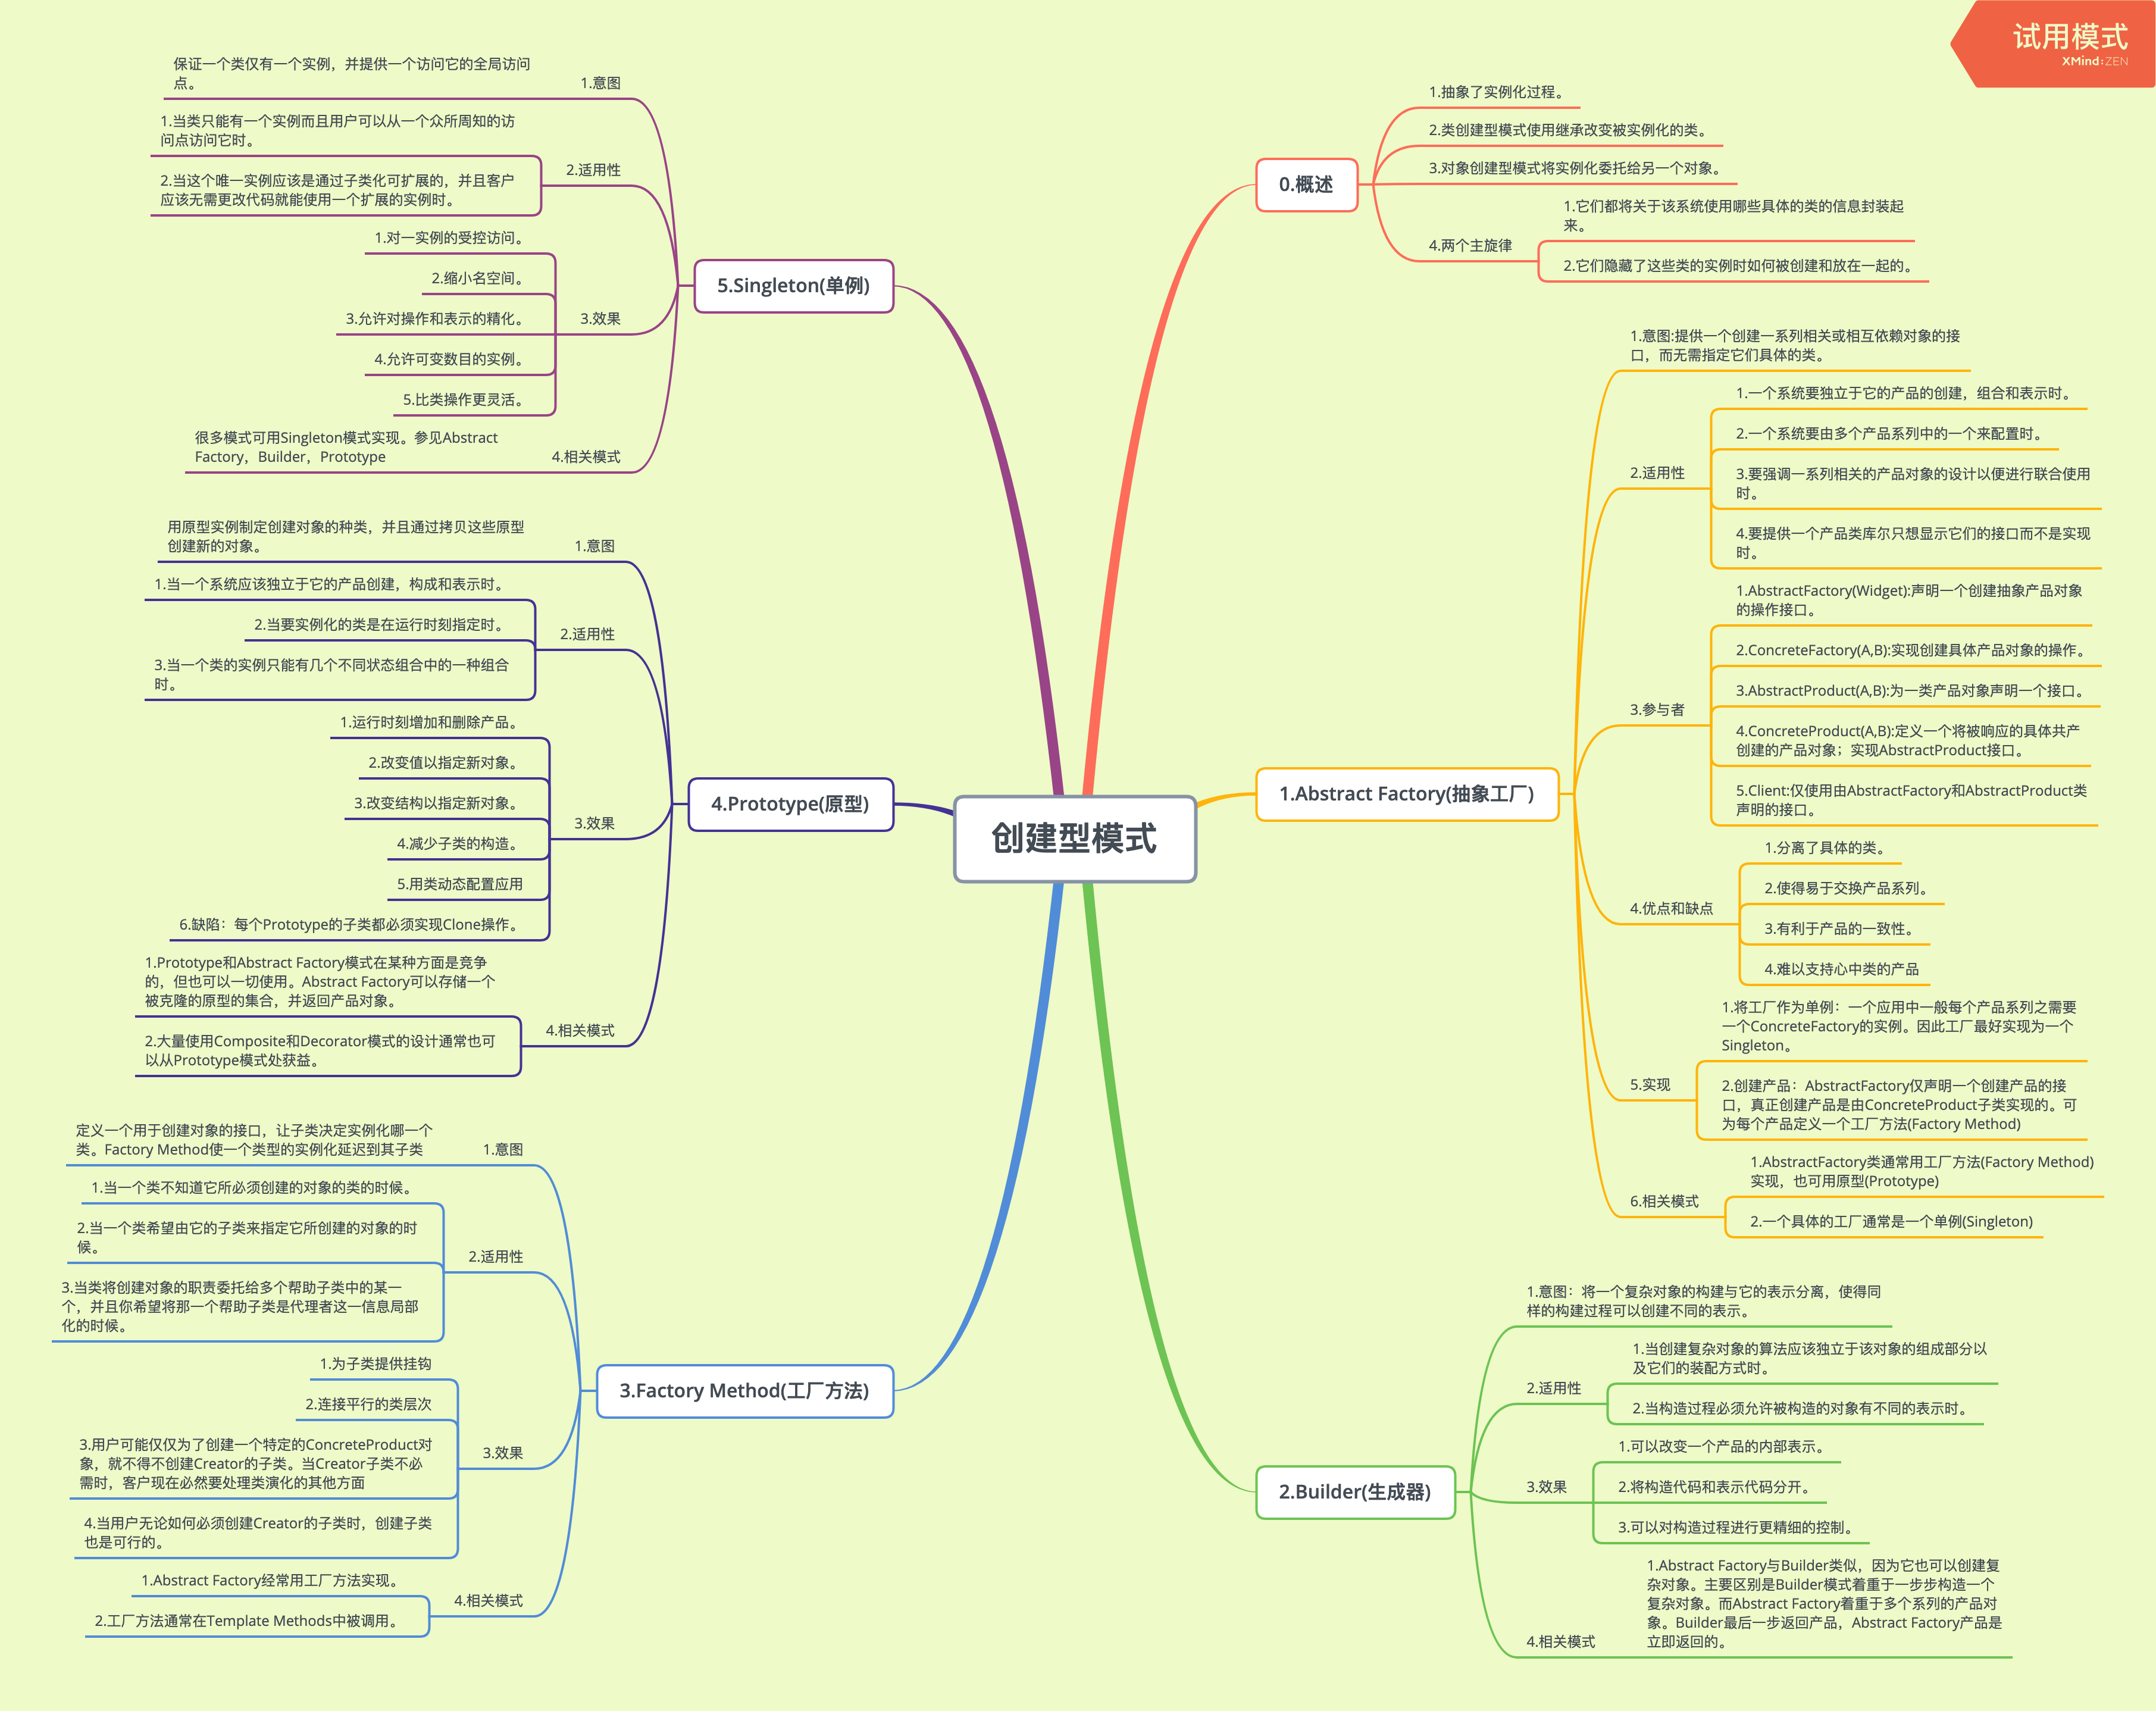 试用模式
XMind:ZEN
创建型模式
0.概述
1.抽象了实例化过程。
2.类创建型模式使用继承改变被实例化的类。
3.对象创建型模式将实例化委托给另一个对象。
4.两个主旋律
1.它们都将关于该系统使用哪些具体的类的信息封装起
来。
2.它们隐藏了这些类的实例时如何被创建和放在一起的。
1.Abstract Factory(抽象工厂)
1.意图:提供一个创建一系列相关或相互依赖对象的接
口，而无需指定它们具体的类。
2.适用性
1.一个系统要独立于它的产品的创建，组合和表示时。
2.一个系统要由多个产品系列中的一个来配置时。
3.要强调一系列相关的产品对象的设计以便进行联合使用
时。
4.要提供一个产品类库尔只想显示它们的接口而不是实现
时。
3.参与者
1.AbstractFactory(Widget):声明一个创建抽象产品对象
的操作接口。
2.ConcreteFactory(A,B):实现创建具体产品对象的操作。
3.AbstractProduct(A,B):为一类产品对象声明一个接口。
4.ConcreteProduct(A,B):定义一个将被响应的具体共产
创建的产品对象；实现AbstractProduct接口。
5.Client:仅使用由AbstractFactory和AbstractProduct类
声明的接口。
4.优点和缺点
1.分离了具体的类。
2.使得易于交换产品系列。
3.有利于产品的一致性。
4.难以支持心中类的产品
5.实现
1.将工厂作为单例：一个应用中一般每个产品系列之需要
一个ConcreteFactory的实例。因此工厂最好实现为一个
Singleton。
2.创建产品：AbstractFactory仅声明一个创建产品的接
口，真正创建产品是由ConcreteProduct子类实现的。可
为每个产品定义一个工厂方法(Factory Method)
6.相关模式
1.AbstractFactory类通常用工厂方法(Factory Method)
实现，也可用原型(Prototype)
2.一个具体的工厂通常是一个单例(Singleton)
2.Builder(生成器)
1.意图：将一个复杂对象的构建与它的表示分离，使得同
样的构建过程可以创建不同的表示。
2.适用性
1.当创建复杂对象的算法应该独立于该对象的组成部分以
及它们的装配方式时。
2.当构造过程必须允许被构造的对象有不同的表示时。
3.效果
1.可以改变一个产品的内部表示。
2.将构造代码和表示代码分开。
3.可以对构造过程进行更精细的控制。
4.相关模式
1.Abstract Factory与Builder类似，因为它也可以创建复
杂对象。主要区别是Builder模式着重于一步步构造一个
复杂对象。而Abstract Factory着重于多个系列的产品对
象。Builder最后一步返回产品，Abstract Factory产品是
立即返回的。
3.Factory Method(工厂方法)
1.意图
定义一个用于创建对象的接口，让子类决定实例化哪一个
类。Factory Method使一个类型的实例化延迟到其子类
2.适用性
1.当一个类不知道它所必须创建的对象的类的时候。
2.当一个类希望由它的子类来指定它所创建的对象的时
候。
3.当类将创建对象的职责委托给多个帮助子类中的某一
个，并且你希望将那一个帮助子类是代理者这一信息局部
化的时候。
3.效果
1.为子类提供挂钩
2.连接平行的类层次
3.用户可能仅仅为了创建一个特定的ConcreteProduct对
象，就不得不创建Creator的子类。当Creator子类不必
需时，客户现在必然要处理类演化的其他方面
4.当用户无论如何必须创建Creator的子类时，创建子类
也是可行的。
4.相关模式
1.Abstract Factory经常用工厂方法实现。
2.工厂方法通常在Template Methods中被调用。
4.Prototype(原型)
1.意图
用原型实例制定创建对象的种类，并且通过拷贝这些原型
创建新的对象。
2.适用性
1.当一个系统应该独立于它的产品创建，构成和表示时。
2.当要实例化的类是在运行时刻指定时。
3.当一个类的实例只能有几个不同状态组合中的一种组合
时。
3.效果
1.运行时刻增加和删除产品。
2.改变值以指定新对象。
3.改变结构以指定新对象。
4.减少子类的构造。
5.用类动态配置应用
6.缺陷：每个Prototype的子类都必须实现Clone操作。
4.相关模式
1.Prototype和Abstract Factory模式在某种方面是竞争
的，但也可以一切使用。Abstract Factory可以存储一个
被克隆的原型的集合，并返回产品对象。
2.大量使用Composite和Decorator模式的设计通常也可
以从Prototype模式处获益。
5.Singleton(单例)
1.意图
保证一个类仅有一个实例，并提供一个访问它的全局访问
点。
2.适用性
1.当类只能有一个实例而且用户可以从一个众所周知的访
问点访问它时。
2.当这个唯一实例应该是通过子类化可扩展的，并且客户
应该无需更改代码就能使用一个扩展的实例时。
3.效果
1.对一实例的受控访问。
2.缩小名空间。
3.允许对操作和表示的精化。
4.允许可变数目的实例。
5.比类操作更灵活。
4.相关模式
很多模式可用Singleton模式实现。参见Abstract
Factory，Builder，Prototype